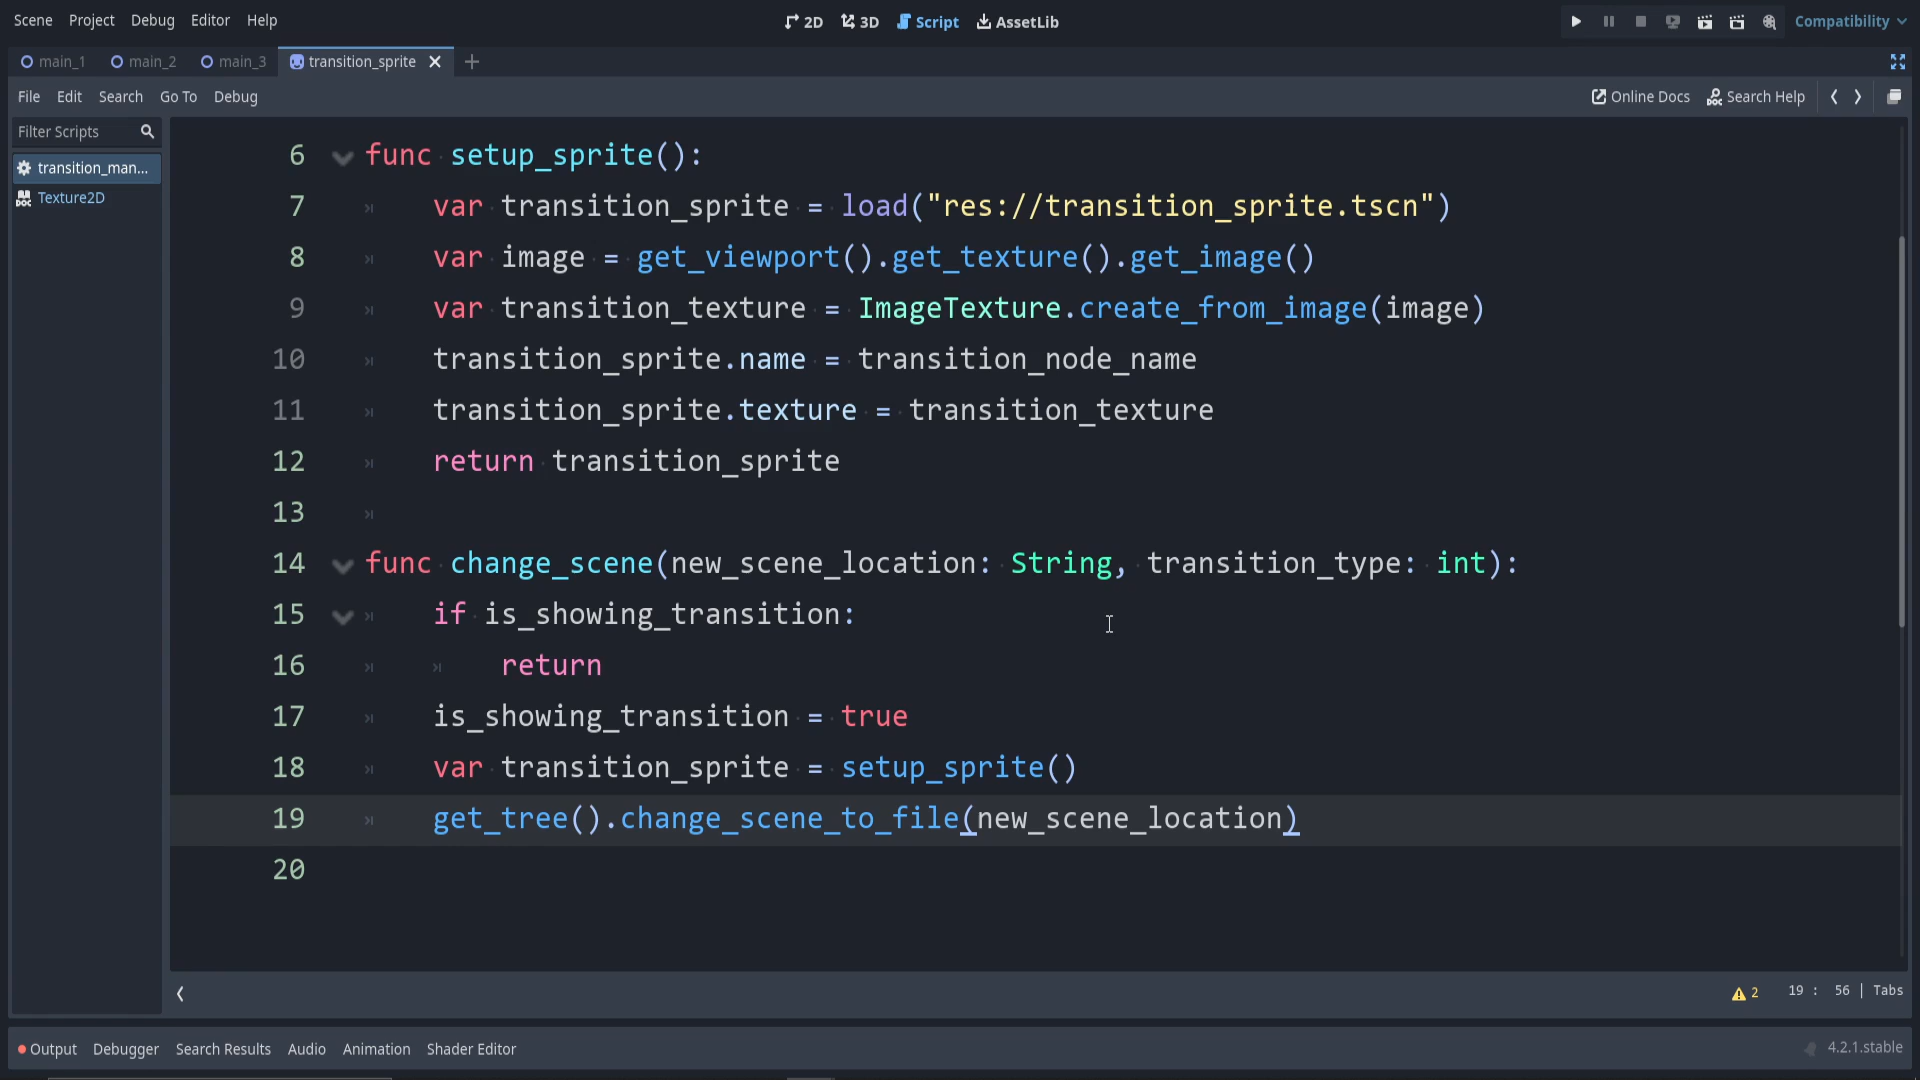 Scene Project Debug Editor Help 2D 3D Script AssetLib Compatibility
main_1 main_2 main_3 transition_sprite
File Edit Search Go To Debug Online Docs Search Help
Filter Scripts
transition_man...
Texture2D
6 func setup_sprite():
7 var transition_sprite = load("res://transition_sprite.tscn")
8 var image = get_viewport().get_texture().get_image()
9 var transition_texture = ImageTexture.create_from_image(image)
10 transition_sprite.name = transition_node_name
11 transition_sprite.texture = transition_texture
12 return transition_sprite
13
14 func change_scene(new_scene_location: String, transition_type: int):
15 if is_showing_transition:
16 return
17 is_showing_transition = true
18 var transition_sprite = setup_sprite()
19 get_tree().change_scene_to_file(new_scene_location)
20
2 19 : 56 | Tabs
Output Debugger Search Results Audio Animation Shader Editor 4.2.1.stable